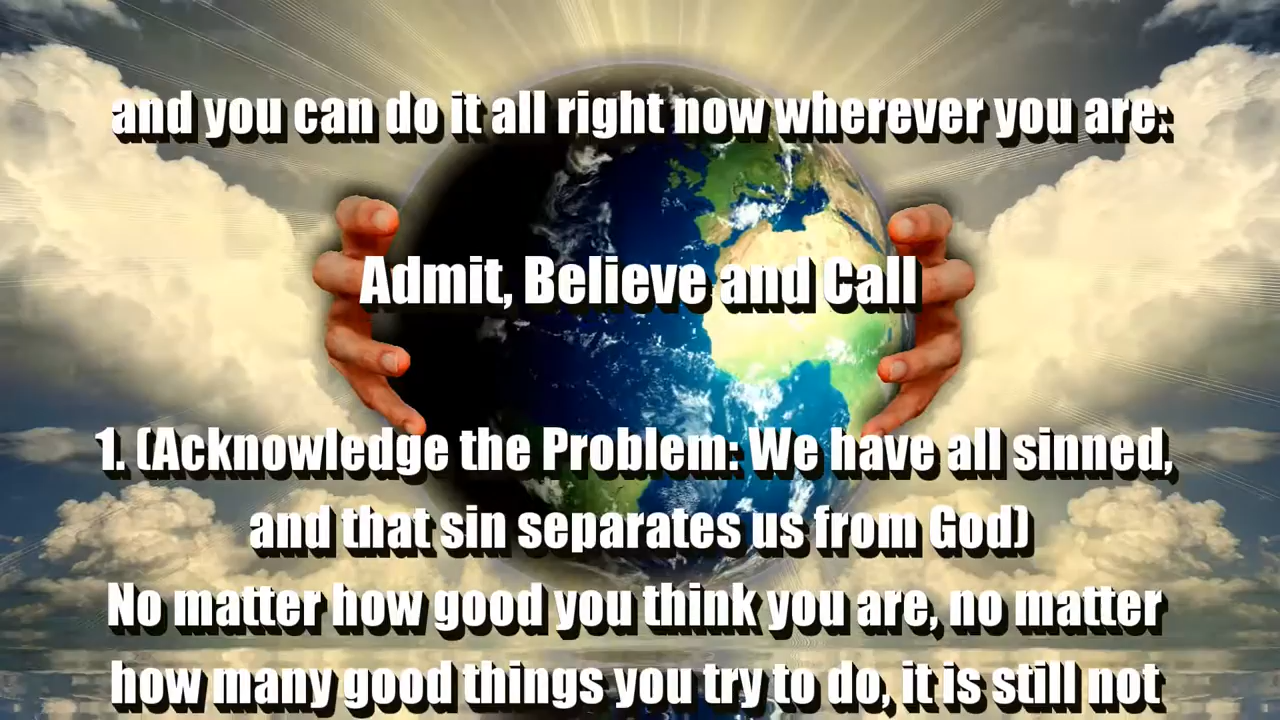 and you can do it all right now wherever you are:
Admit, Believe and Call
1. (Acknowledge the Problem: We have all sinned,
and that sin separates us from God)
No matter how good you think you are, no matter
how many good things you try to do, it is still not